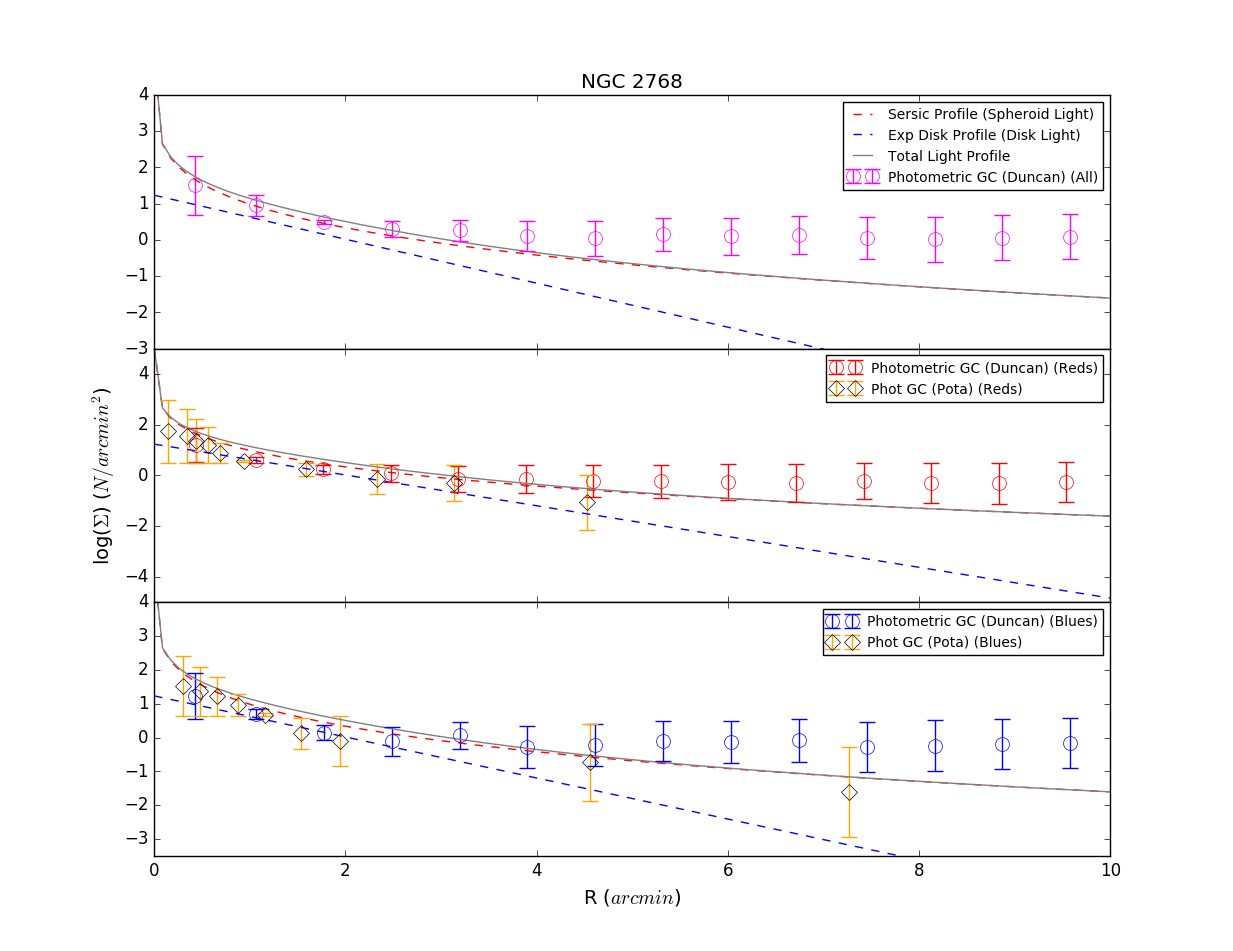 NGC 2768
4
3
2
1
0
−1
−2
−3
Sersic Profile (Spheroid Light)
Exp Disk Profile (Disk Light)
Total Light Profile
Photometric GC (Duncan) (All)
4
2
0
−2
−4
Photometric GC (Duncan) (Reds)
Phot GC (Pota) (Reds)
log(Σ) (N/arcmin²)
4
3
2
1
0
−1
−2
−3
Photometric GC (Duncan) (Blues)
Phot GC (Pota) (Blues)
0 2 4 6 8 10
R (arcmin)